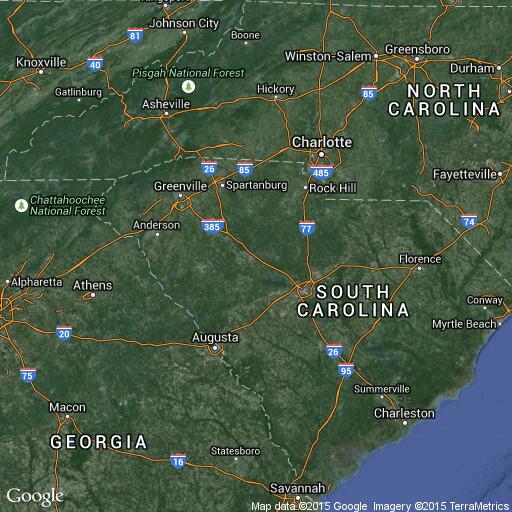 Kingsport
Johnson City
81
Boone
Knoxville
40
Winston-Salem
Greensboro
Pisgah National Forest
Durham
Gatlinburg
Hickory
85
NORTH
CAROLINA
Asheville
Charlotte
26
85
485
Fayetteville
Greenville
Spartanburg
Rock Hill
Chattahoochee
National Forest
74
Anderson
385
77
Florence
Alpharetta
Athens
SOUTH
CAROLINA
Conway
20
Augusta
Myrtle Beach
26
75
95
Summerville
Macon
Charleston
GEORGIA
Statesboro
16
Savannah
Google
Map data ©2015 Google Imagery ©2015 TerraMetrics